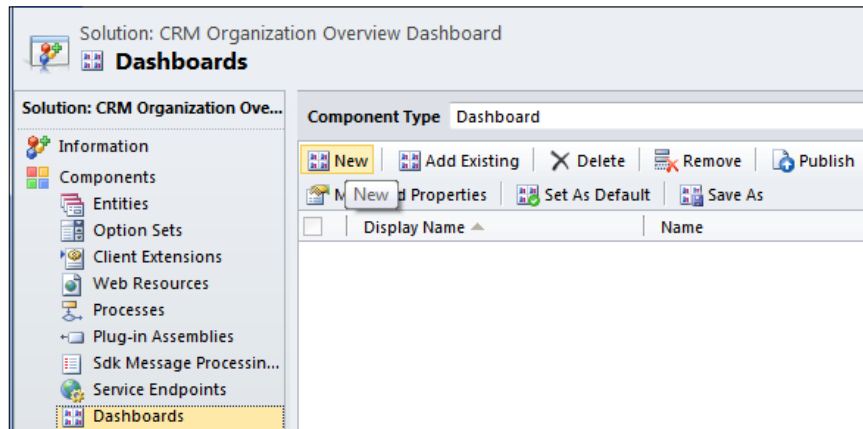 Solution: CRM Organization Overview Dashboard
Dashboards
Solution: CRM Organization Ove...
Information
Components
Entities
Option Sets
Client Extensions
Web Resources
Processes
Plug-in Assemblies
Sdk Message Processin...
Service Endpoints
Dashboards
Component Type Dashboard
New Add Existing Delete Remove Publish
New d Properties Set As Default Save As
Display Name Name